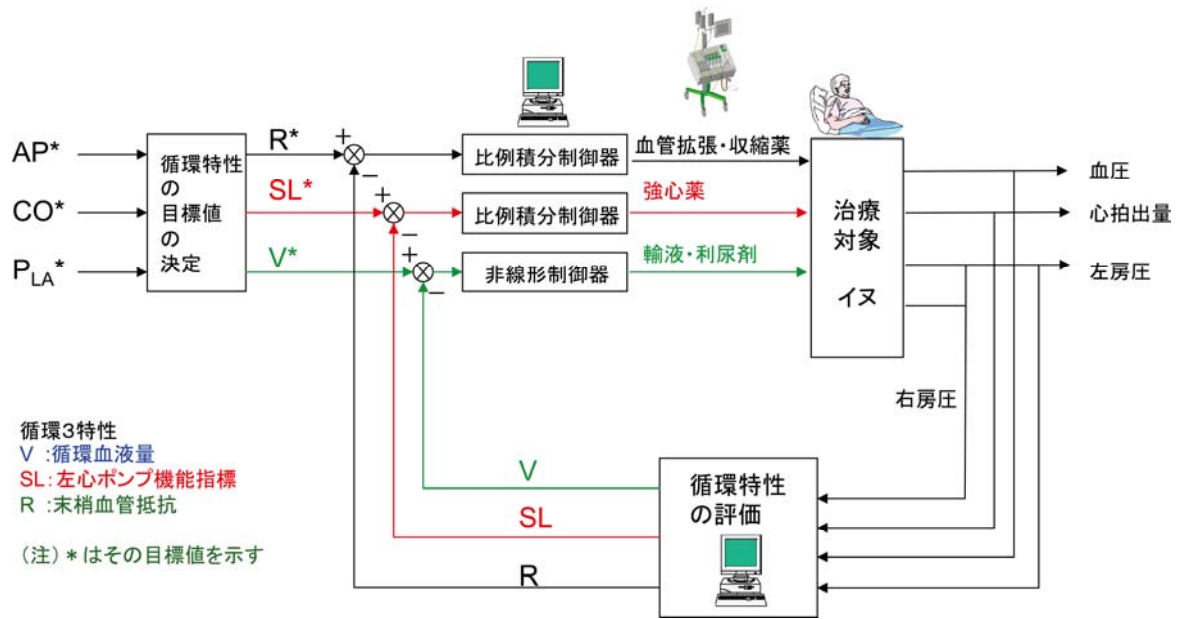 AP*
CO*
PLA*
循環特性
の
目標値
の
決定
R*
SL*
V*
+
−
+
−
+
−
比例積分制御器
比例積分制御器
非線形制御器
血管拡張・収縮薬
強心薬
輸液・利尿剤
治療
対象
イヌ
血圧
心拍出量
左房圧
右房圧
循環特性
の評価
V
SL
R
循環3特性
V :循環血液量
SL:左心ポンプ機能指標
R :末梢血管抵抗
(注)*はその目標値を示す